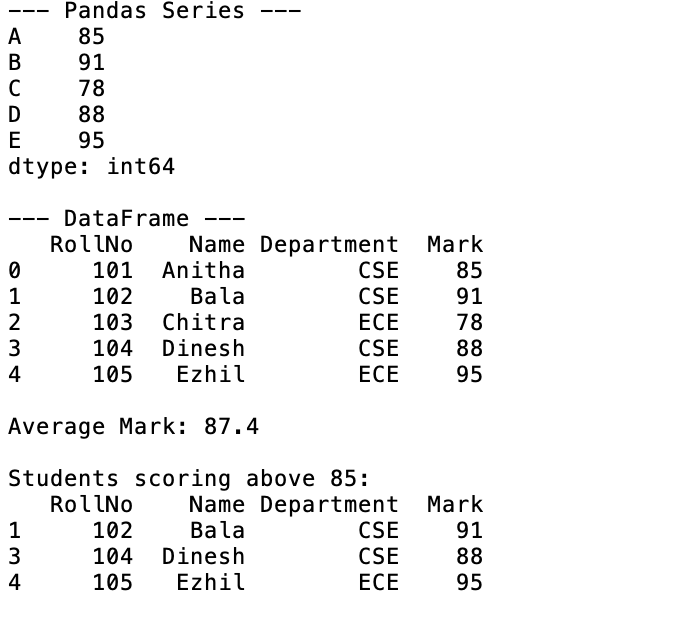 --- Pandas Series ---
A    85
B    91
C    78
D    88
E    95
dtype: int64
--- DataFrame ---
   RollNo    Name Department  Mark
0     101  Anitha        CSE    85
1     102    Bala        CSE    91
2     103  Chitra        ECE    78
3     104  Dinesh        CSE    88
4     105   Ezhil        ECE    95
Average Mark: 87.4
Students scoring above 85:
   RollNo    Name Department  Mark
1     102    Bala        CSE    91
3     104  Dinesh        CSE    88
4     105   Ezhil        ECE    95